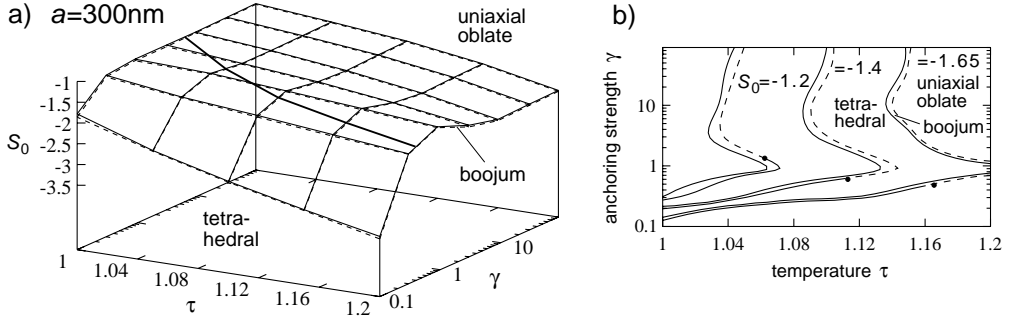 a) a=300nm
uniaxial
oblate
-1
-1.5
-2
-2.5
-3
-3.5
S0
boojum
tetra-
hedral
1
1.04
1.08
1.12
1.16
1.2
τ
0.1
1
10
γ
b)
anchoring strength γ
10
1
0.1
S0=-1.2
=-1.4
=-1.65
uniaxial
oblate
tetra-
hedral
boojum
1 1.04 1.08 1.12 1.16 1.2
temperature τ